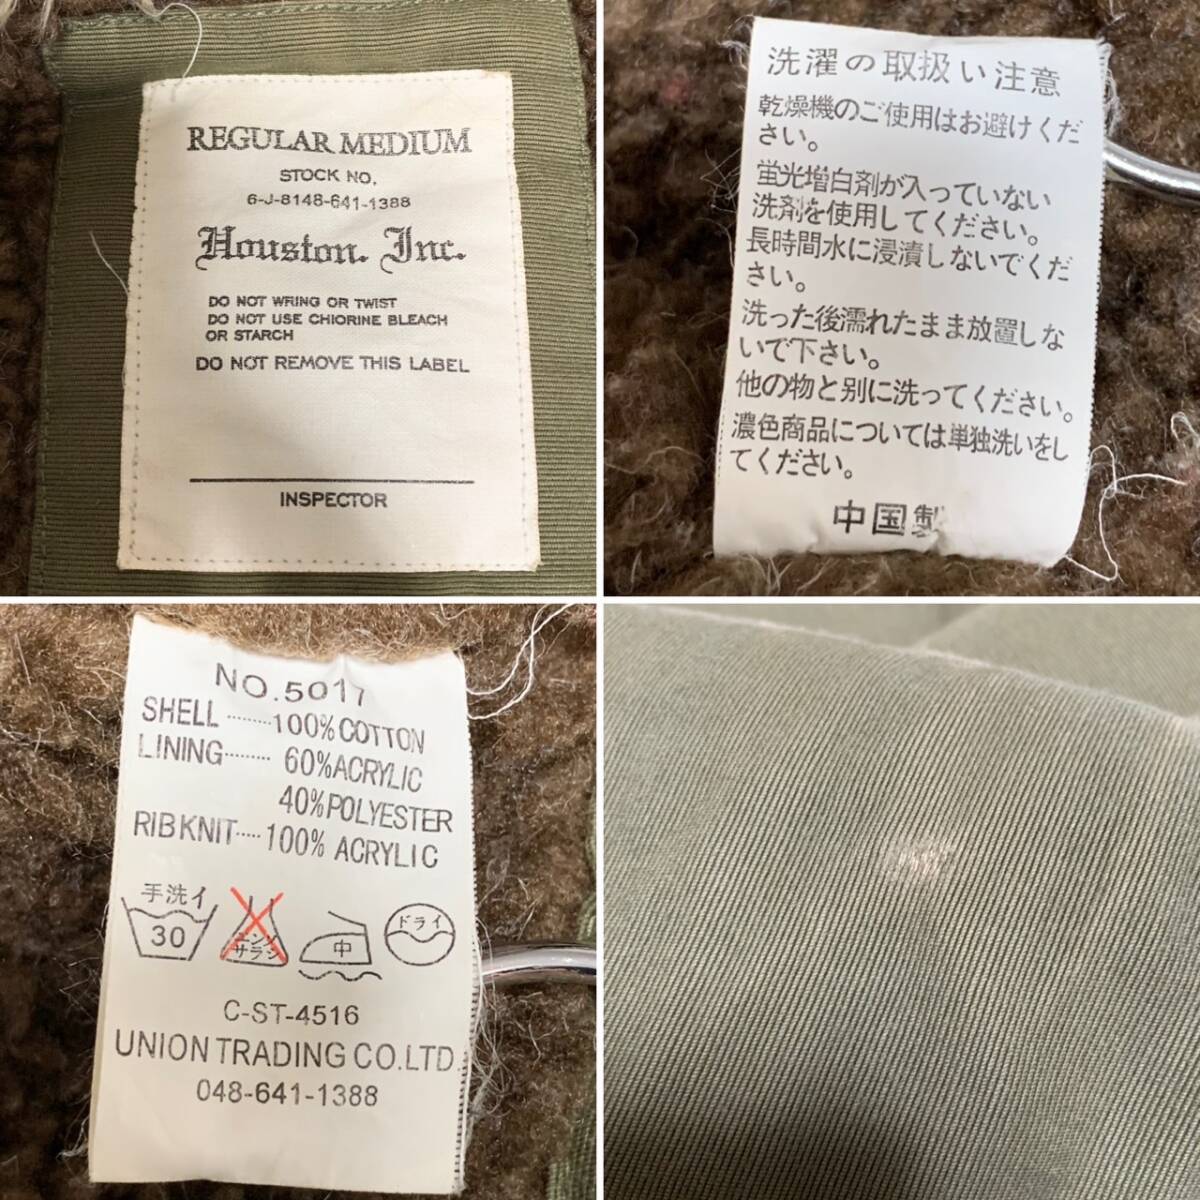 REGULAR MEDIUM
STOCK NO.
6-J-8148-641-1388
Houston. Inc.
DO NOT WRING OR TWIST
DO NOT USE CHIORINE BLEACH
OR STARCH
DO NOT REMOVE THIS LABEL
INSPECTOR
洗濯の取扱い注意
乾燥機のご使用はお避けくだ
さい。
蛍光増白剤が入っていない
洗剤を使用してください。
長時間水に浸漬しないでくだ
さい。
洗った後濡れたまま放置しな
いで下さい。
他の物と別に洗ってください。
濃色商品については単独洗いをし
てください。
中国製
NO.5017
SHELL ········· 100% COTTON
LINING ········· 60% ACRYLIC
40% POLYESTER
RIB KNIT ····· 100% ACRYLIC
手洗イ
30
エンソ
サラシ
中
ドライ
C-ST-4516
UNION TRADING CO.LTD.
048-641-1388